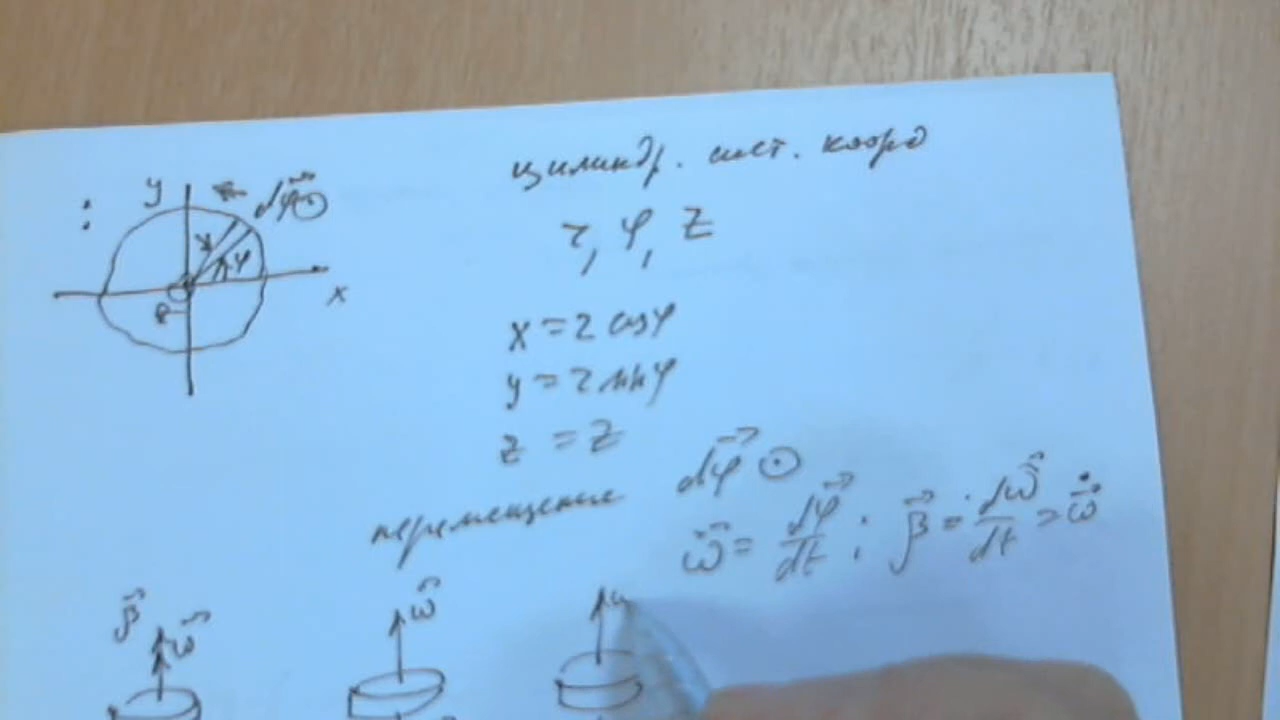 цилиндр. сист. коорд
r, φ, z
y
dφ⃗ ⊙
φ
x
x = r cos φ
y = r sin φ
z = z
перемещение dφ⃗ ⊙
ω⃗ = dφ⃗/dt ; β⃗ = dω⃗/dt = ω⃗̇
β⃗ ω⃗
ω⃗